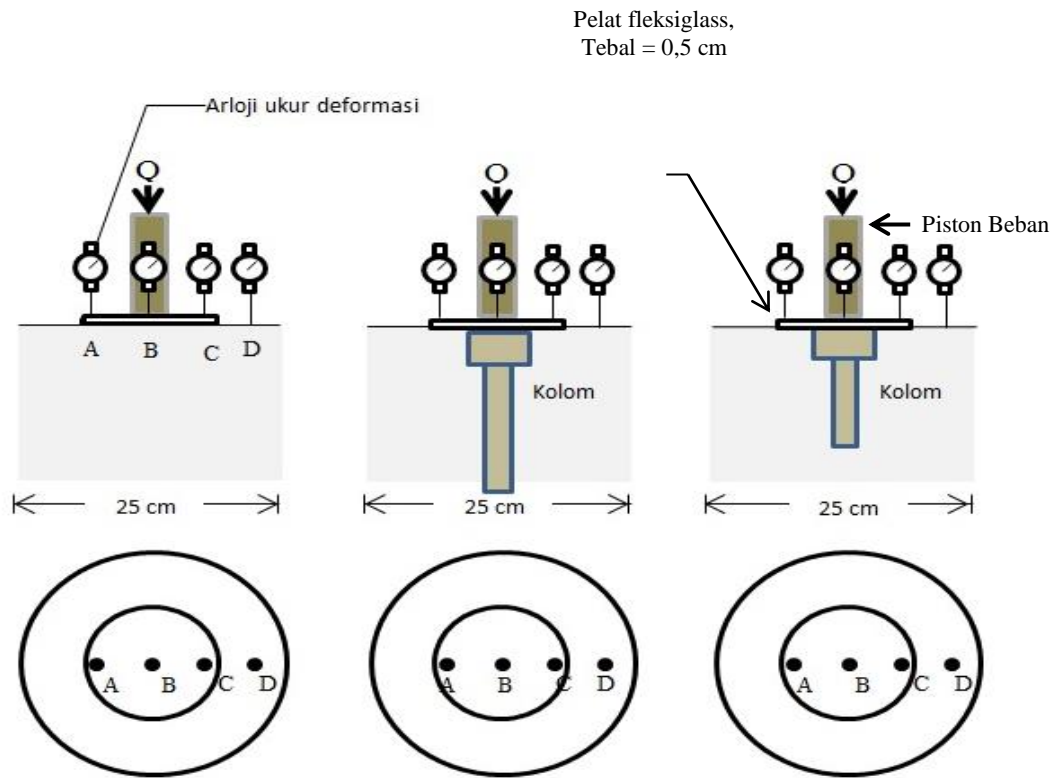 Pelat fleksiglass,
Tebal = 0,5 cm
Arloji ukur deformasi
Q
Q
Q
Piston Beban
A B C D
Kolom
Kolom
25 cm
25 cm
25 cm
A B C D
A B C D
A B C D